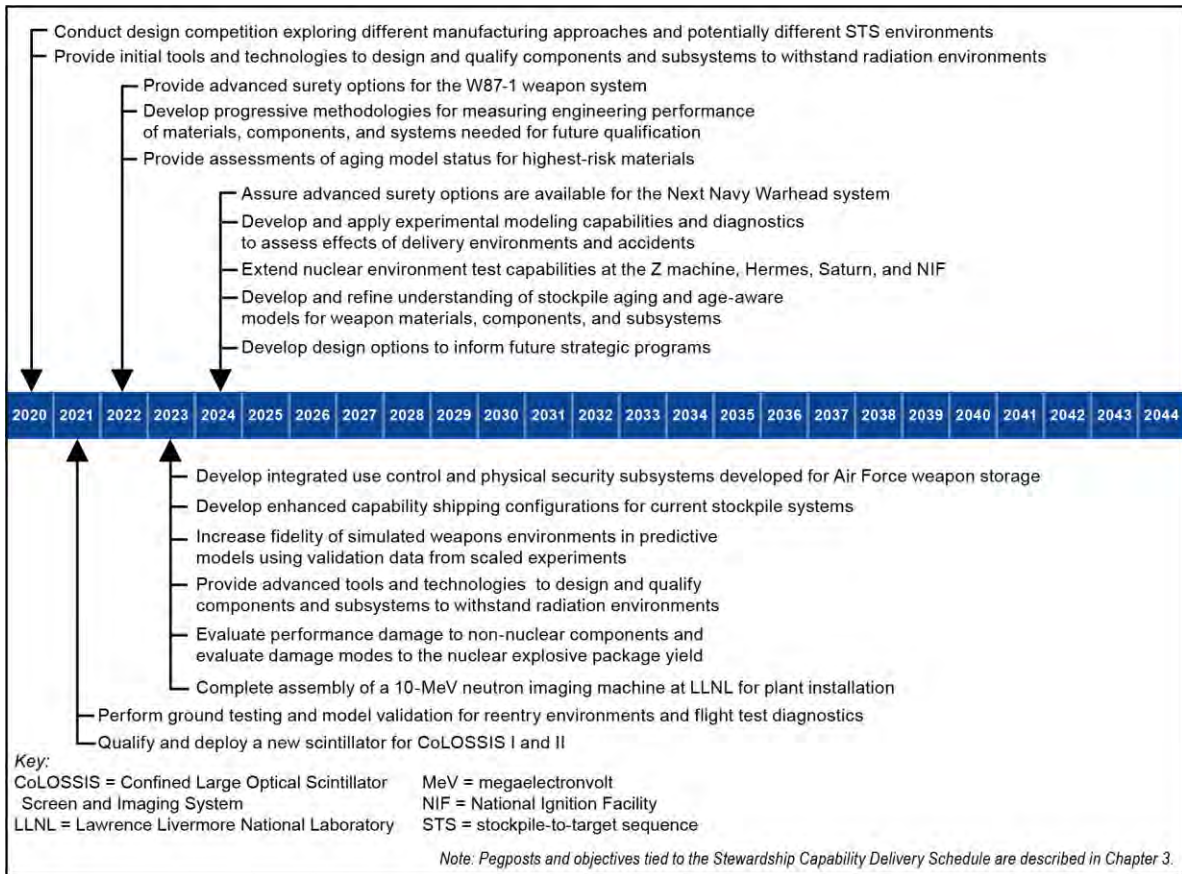 Conduct design competition exploring different manufacturing approaches and potentially different STS environments
Provide initial tools and technologies to design and qualify components and subsystems to withstand radiation environments
Provide advanced surety options for the W87-1 weapon system
Develop progressive methodologies for measuring engineering performance
of materials, components, and systems needed for future qualification
Provide assessments of aging model status for highest-risk materials
Assure advanced surety options are available for the Next Navy Warhead system
Develop and apply experimental modeling capabilities and diagnostics
to assess effects of delivery environments and accidents
Extend nuclear environment test capabilities at the Z machine, Hermes, Saturn, and NIF
Develop and refine understanding of stockpile aging and age-aware
models for weapon materials, components, and subsystems
Develop design options to inform future strategic programs
2020 2021 2022 2023 2024 2025 2026 2027 2028 2029 2030 2031 2032 2033 2034 2035 2036 2037 2038 2039 2040 2041 2042 2043 2044
Develop integrated use control and physical security subsystems developed for Air Force weapon storage
Develop enhanced capability shipping configurations for current stockpile systems
Increase fidelity of simulated weapons environments in predictive
models using validation data from scaled experiments
Provide advanced tools and technologies to design and qualify
components and subsystems to withstand radiation environments
Evaluate performance damage to non-nuclear components and
evaluate damage modes to the nuclear explosive package yield
Complete assembly of a 10-MeV neutron imaging machine at LLNL for plant installation
Perform ground testing and model validation for reentry environments and flight test diagnostics
Qualify and deploy a new scintillator for CoLOSSIS I and II
Key:
CoLOSSIS = Confined Large Optical Scintillator
Screen and Imaging System
LLNL = Lawrence Livermore National Laboratory
MeV = megaelectronvolt
NIF = National Ignition Facility
STS = stockpile-to-target sequence
Note: Pegposts and objectives tied to the Stewardship Capability Delivery Schedule are described in Chapter 3.